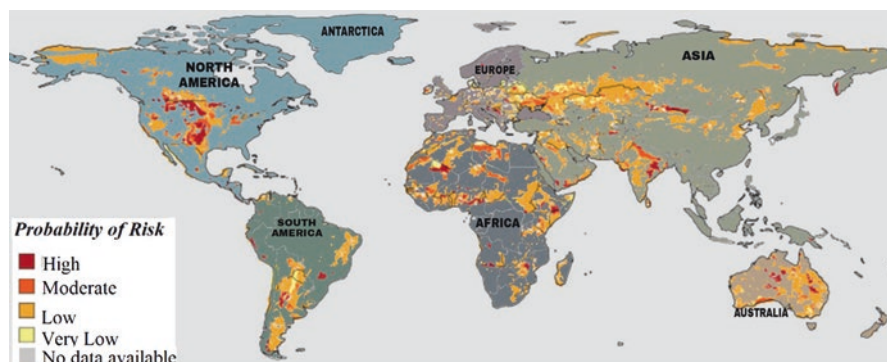 ANTARCTICA
NORTH
AMERICA
EUROPE
ASIA
SOUTH
AMERICA
AFRICA
AUSTRALIA
Probability of Risk
High
Moderate
Low
Very Low
No data available